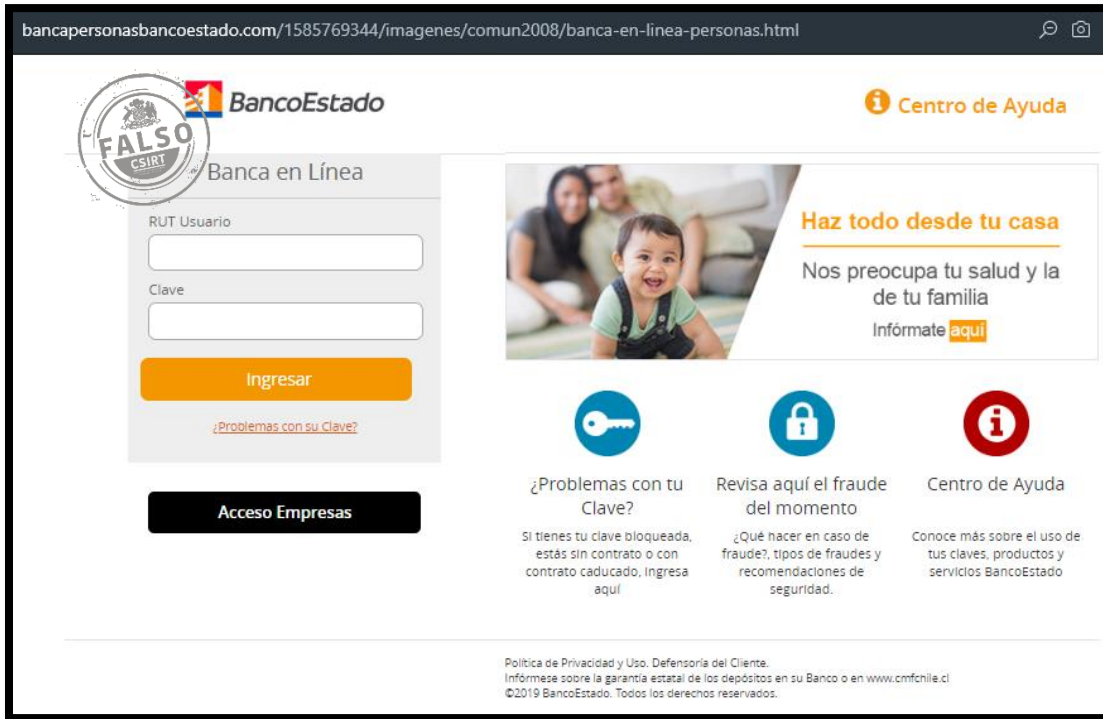 bancapersonasbancoestado.com/1585769344/imagenes/comun2008/banca-en-linea-personas.html
BancoEstado
Centro de Ayuda
FALSO
CSIRT
Banca en Línea
RUT Usuario
Clave
Ingresar
¿Problemas con su Clave?
Acceso Empresas
Haz todo desde tu casa
Nos preocupa tu salud y la
de tu familia
Infórmate aquí
¿Problemas con tu
Clave?
Si tienes tu clave bloqueada,
estás sin contrato o con
contrato caducado, ingresa
aquí
Revisa aquí el fraude
del momento
¿Qué hacer en caso de
fraude?, tipos de fraudes y
recomendaciones de
seguridad.
Centro de Ayuda
Conoce más sobre el uso de
tus claves, productos y
servicios BancoEstado
Política de Privacidad y Uso. Defensoría del Cliente.
Infórmese sobre la garantía estatal de los depósitos en su Banco o en www.cmfchile.cl
©2019 BancoEstado. Todos los derechos reservados.